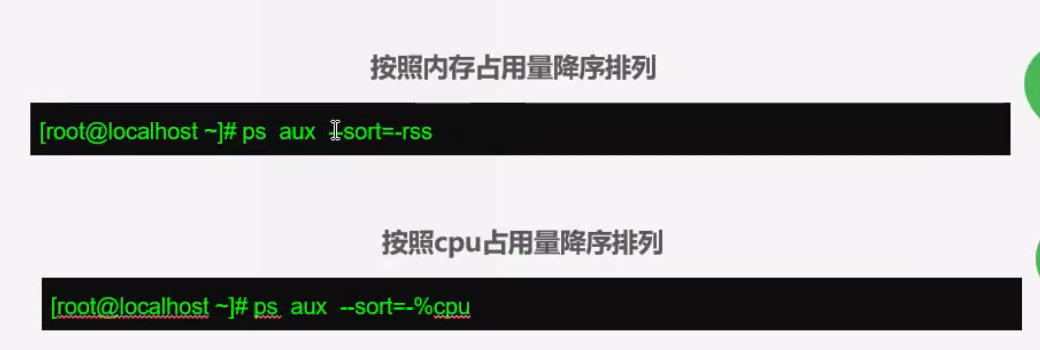 按照内存占用量降序排列
[root@localhost ~]# ps  aux  --sort=-rss
按照cpu占用量降序排列
[root@localhost ~]# ps  aux  --sort=-%cpu